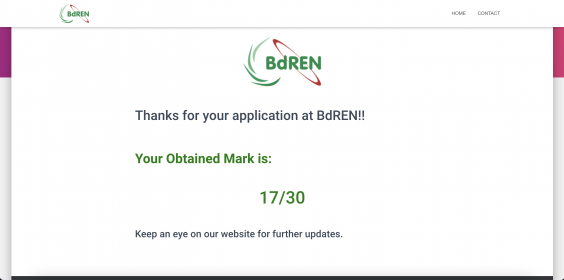 BdREN
HOME CONTACT
BdREN
Thanks for your application at BdREN!!
Your Obtained Mark is:
17/30
Keep an eye on our website for further updates.